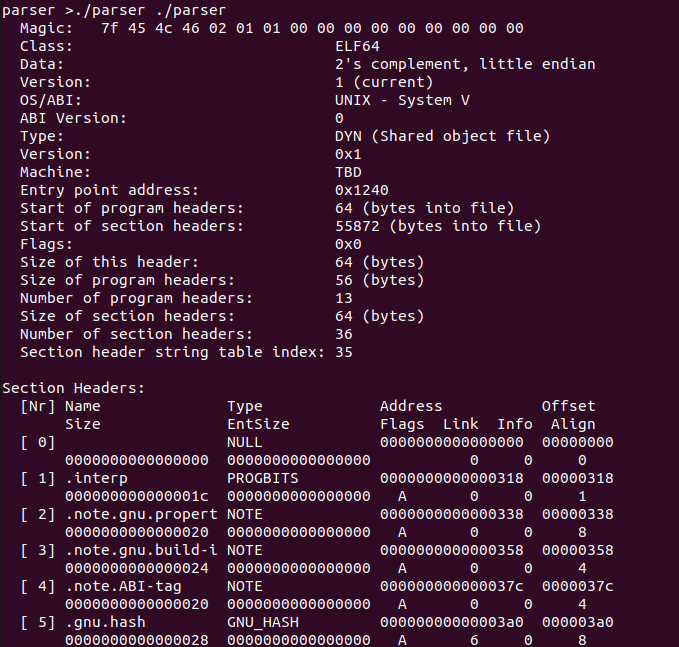 parser >./parser ./parser
  Magic:   7f 45 4c 46 02 01 01 00 00 00 00 00 00 00 00 00
  Class:                             ELF64
  Data:                              2's complement, little endian
  Version:                           1 (current)
  OS/ABI:                            UNIX - System V
  ABI Version:                       0
  Type:                              DYN (Shared object file)
  Version:                           0x1
  Machine:                           TBD
  Entry point address:               0x1240
  Start of program headers:          64 (bytes into file)
  Start of section headers:          55872 (bytes into file)
  Flags:                             0x0
  Size of this header:               64 (bytes)
  Size of program headers:           56 (bytes)
  Number of program headers:         13
  Size of section headers:           64 (bytes)
  Number of section headers:         36
  Section header string table index: 35

Section Headers:
  [Nr] Name              Type             Address           Offset
       Size              EntSize          Flags  Link  Info  Align
  [ 0]                   NULL             0000000000000000  00000000
       0000000000000000  0000000000000000           0     0     0
  [ 1] .interp           PROGBITS         0000000000000318  00000318
       000000000000001c  0000000000000000   A       0     0     1
  [ 2] .note.gnu.propert NOTE             0000000000000338  00000338
       0000000000000020  0000000000000000   A       0     0     8
  [ 3] .note.gnu.build-i NOTE             0000000000000358  00000358
       0000000000000024  0000000000000000   A       0     0     4
  [ 4] .note.ABI-tag     NOTE             000000000000037c  0000037c
       0000000000000020  0000000000000000   A       0     0     4
  [ 5] .gnu.hash         GNU_HASH         00000000000003a0  000003a0
       0000000000000028  0000000000000000   A       6     0     8